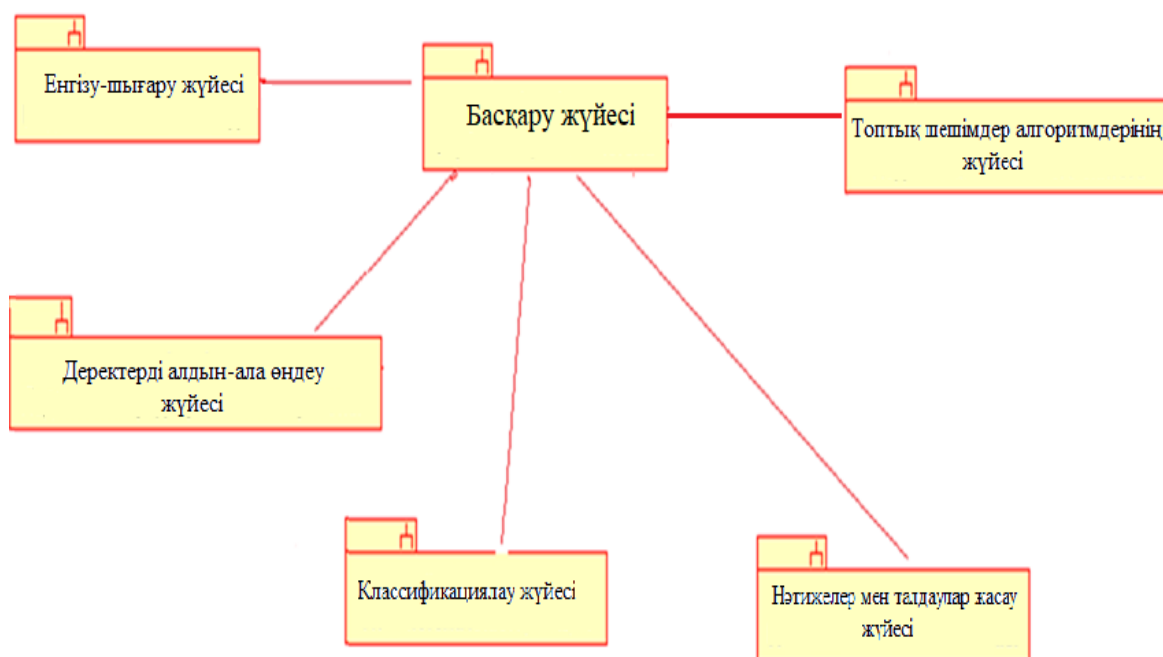 Енгізу-шығару жүйесі
Басқару жүйесі
Топтық шешімдер алгоритмдерінің
жүйесі
Деректерді алдын-ала өңдеу
жүйесі
Классификациялау жүйесі
Нәтижелер мен талдаулар жасау
жүйесі